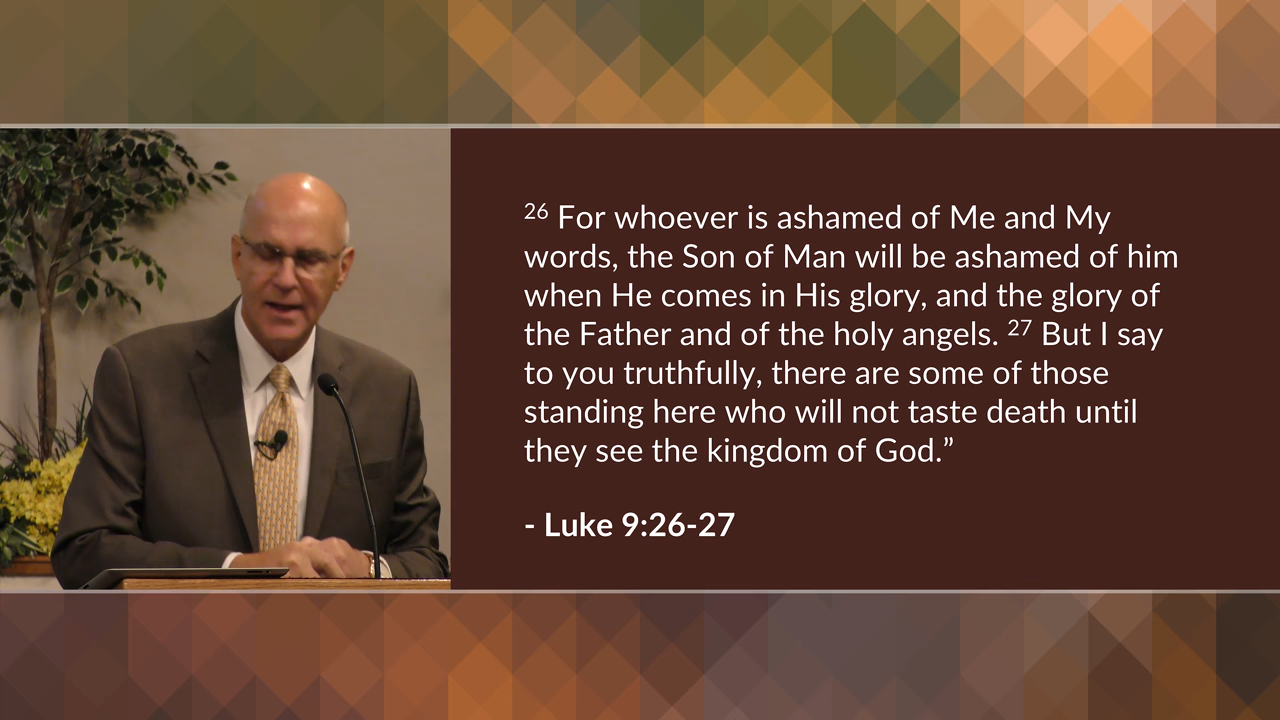 26 For whoever is ashamed of Me and My
words, the Son of Man will be ashamed of him
when He comes in His glory, and the glory of
the Father and of the holy angels. 27 But I say
to you truthfully, there are some of those
standing here who will not taste death until
they see the kingdom of God.”
- Luke 9:26-27